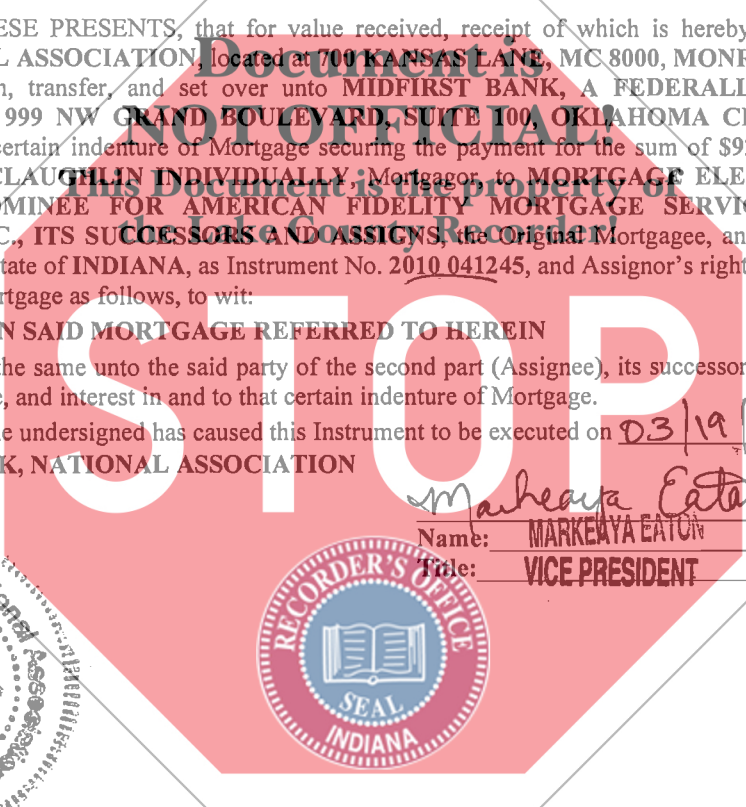 ESE PRESENTS, that for value received, receipt of which is hereby
L ASSOCIATION, located at 700 KANSAS LANE, MC 8000, MONR
n, transfer, and set over unto MIDFIRST BANK, A FEDERALL
999 NW GRAND BOULEVARD, SUITE 100, OKLAHOMA CI
certain indenture of Mortgage securing the payment for the sum of $9
CLAUGHLIN INDIVIDUALLY, Mortgagor, to MORTGAGE ELE
OMINEE FOR AMERICAN FIDELITY MORTGAGE SERVIC
C., ITS SUCCESSORS AND ASSIGNS, the Original Mortgagee, an
tate of INDIANA, as Instrument No. 2010 041245, and Assignor's right
rtgage as follows, to wit:
N SAID MORTGAGE REFERRED TO HEREIN
the same unto the said party of the second part (Assignee), its successor
e, and interest in and to that certain indenture of Mortgage.
e undersigned has caused this Instrument to be executed on 03/19/
K, NATIONAL ASSOCIATION
Markeaya Eato
Name: MARKEAYA EATON
Title: VICE PRESIDENT
Document is
NOT OFFICIAL!
This Document is the property of
the Lake County Recorder!
STOP
RECORDER'S OFFICE
SEAL
INDIANA